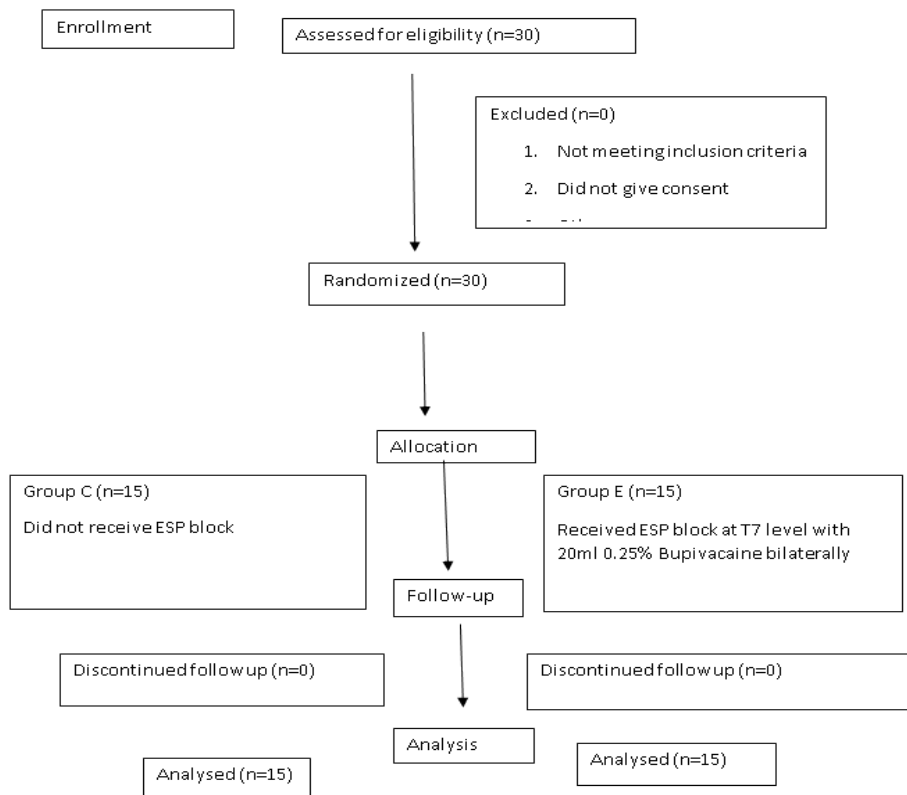 Enrollment
Assessed for eligibility (n=30)
Excluded (n=0)
1. Not meeting inclusion criteria
2. Did not give consent
Randomized (n=30)
Allocation
Group C (n=15)
Did not receive ESP block
Group E (n=15)
Received ESP block at T7 level with
20ml 0.25% Bupivacaine bilaterally
Follow-up
Discontinued follow up (n=0)
Discontinued follow up (n=0)
Analysis
Analysed (n=15)
Analysed (n=15)